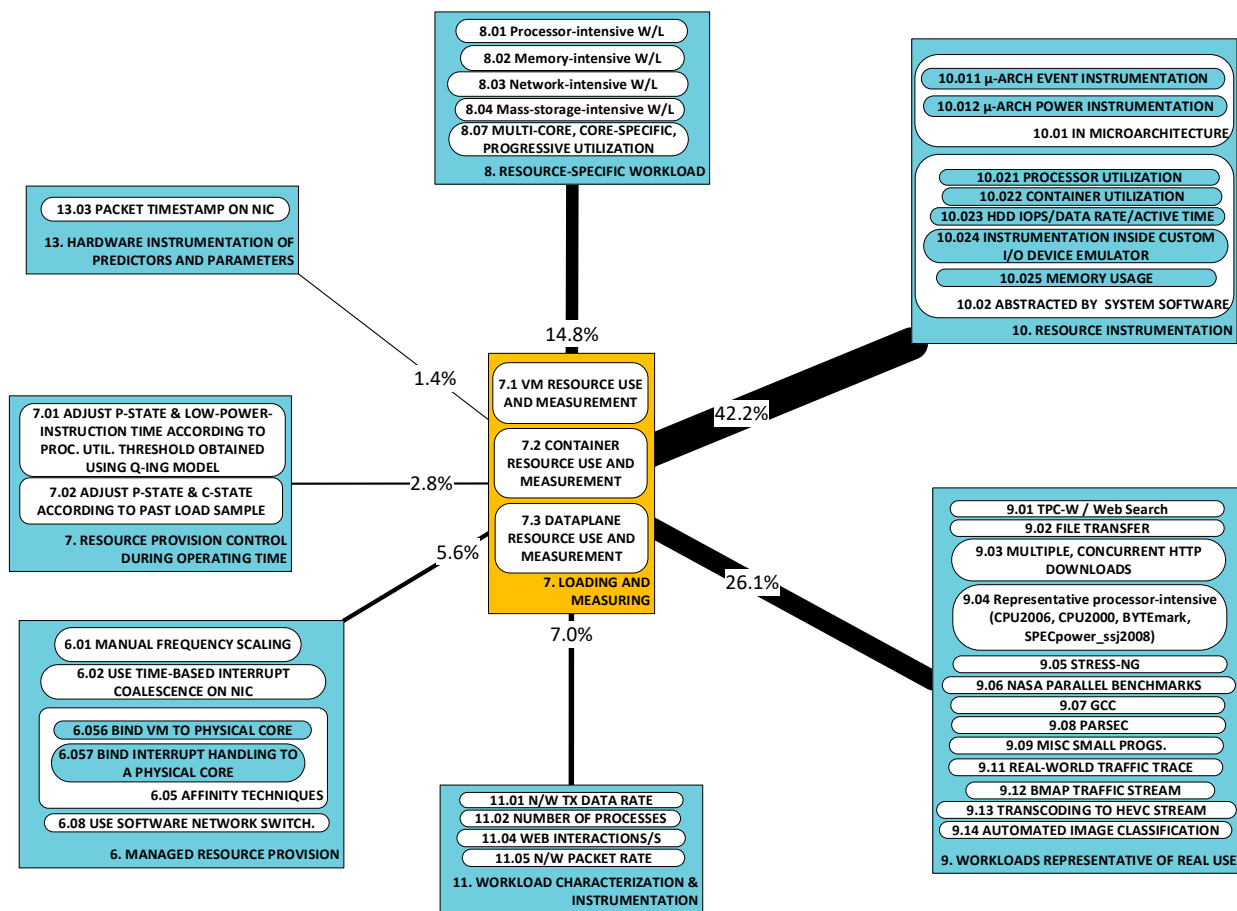 8.01 Processor-intensive W/L
8.02 Memory-intensive W/L
8.03 Network-intensive W/L
8.04 Mass-storage-intensive W/L
8.07 MULTI-CORE, CORE-SPECIFIC,
PROGRESSIVE UTILIZATION
8. RESOURCE-SPECIFIC WORKLOAD
10.011 μ-ARCH EVENT INSTRUMENTATION
10.012 μ-ARCH POWER INSTRUMENTATION
10.01 IN MICROARCHITECTURE
10.021 PROCESSOR UTILIZATION
10.022 CONTAINER UTILIZATION
10.023 HDD IOPS/DATA RATE/ACTIVE TIME
10.024 INSTRUMENTATION INSIDE CUSTOM
I/O DEVICE EMULATOR
10.025 MEMORY USAGE
10.02 ABSTRACTED BY SYSTEM SOFTWARE
10. RESOURCE INSTRUMENTATION
13.03 PACKET TIMESTAMP ON NIC
13. HARDWARE INSTRUMENTATION OF
PREDICTORS AND PARAMETERS
14.8%
1.4%
42.2%
7.1 VM RESOURCE USE
AND MEASUREMENT
7.2 CONTAINER
RESOURCE USE AND
MEASUREMENT
7.3 DATAPLANE
RESOURCE USE AND
MEASUREMENT
7. LOADING AND
MEASURING
7.01 ADJUST P-STATE & LOW-POWER-
INSTRUCTION TIME ACCORDING TO
PROC. UTIL. THRESHOLD OBTAINED
USING Q-ING MODEL
7.02 ADJUST P-STATE & C-STATE
ACCORDING TO PAST LOAD SAMPLE
7. RESOURCE PROVISION CONTROL
DURING OPERATING TIME
2.8%
5.6%
26.1%
7.0%
6.01 MANUAL FREQUENCY SCALING
6.02 USE TIME-BASED INTERRUPT
COALESCENCE ON NIC
6.056 BIND VM TO PHYSICAL CORE
6.057 BIND INTERRUPT HANDLING TO
A PHYSICAL CORE
6.05 AFFINITY TECHNIQUES
6.08 USE SOFTWARE NETWORK SWITCH.
6. MANAGED RESOURCE PROVISION
11.01 N/W TX DATA RATE
11.02 NUMBER OF PROCESSES
11.04 WEB INTERACTIONS/S
11.05 N/W PACKET RATE
11. WORKLOAD CHARACTERIZATION &
INSTRUMENTATION
9.01 TPC-W / Web Search
9.02 FILE TRANSFER
9.03 MULTIPLE, CONCURRENT HTTP
DOWNLOADS
9.04 Representative processor-intensive
(CPU2006, CPU2000, BYTEmark,
SPECpower_ssj2008)
9.05 STRESS-NG
9.06 NASA PARALLEL BENCHMARKS
9.07 GCC
9.08 PARSEC
9.09 MISC SMALL PROGS.
9.11 REAL-WORLD TRAFFIC TRACE
9.12 BMAP TRAFFIC STREAM
9.13 TRANSCODING TO HEVC STREAM
9.14 AUTOMATED IMAGE CLASSIFICATION
9. WORKLOADS REPRESENTATIVE OF REAL USE